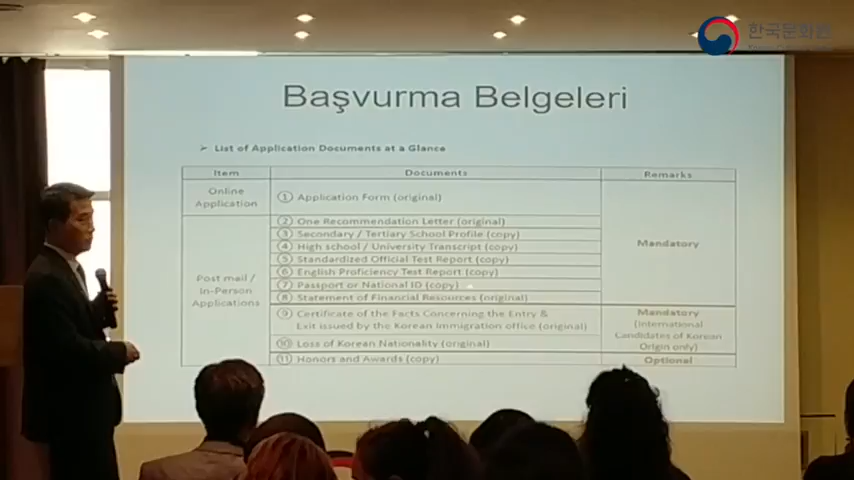 한국문화원
Başvurma Belgeleri
➢ List of Application Documents at a Glance
Item Documents Remarks
Online
Application
① Application Form (original)
Post mail /
In-Person
Applications
② One Recommendation Letter (original)
③ Secondary / Tertiary School Profile (copy)
④ High school / University Transcript (copy)
⑤ Standardized Official Test Report (copy)
⑥ English Proficiency Test Report (copy)
⑦ Passport or National ID (copy)
⑧ Statement of Financial Resources (original)
Mandatory
⑨ Certificate of the Facts Concerning the Entry &
Exit issued by the Korean Immigration office (original)
⑩ Loss of Korean Nationality (original)
Mandatory
(International
Candidates of Korean
Origin only)
⑪ Honors and Awards (copy) Optional